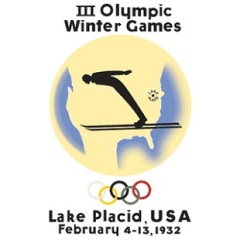 III Olympic
Winter Games
Lake Placid, USA
February 4-13, 1932